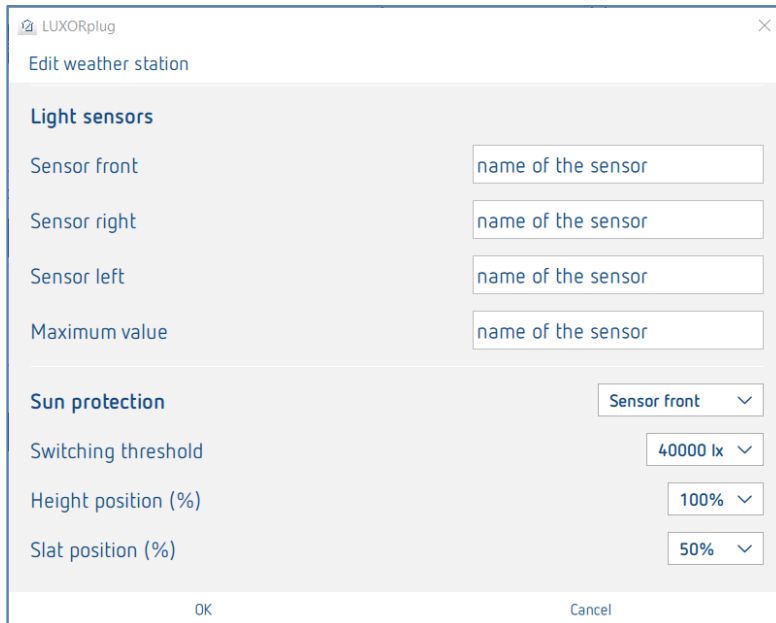 LUXORplug
Edit weather station
Light sensors
Sensor front name of the sensor
Sensor right name of the sensor
Sensor left name of the sensor
Maximum value name of the sensor
Sun protection Sensor front
Switching threshold 40000 lx
Height position (%) 100%
Slat position (%) 50%
OK Cancel